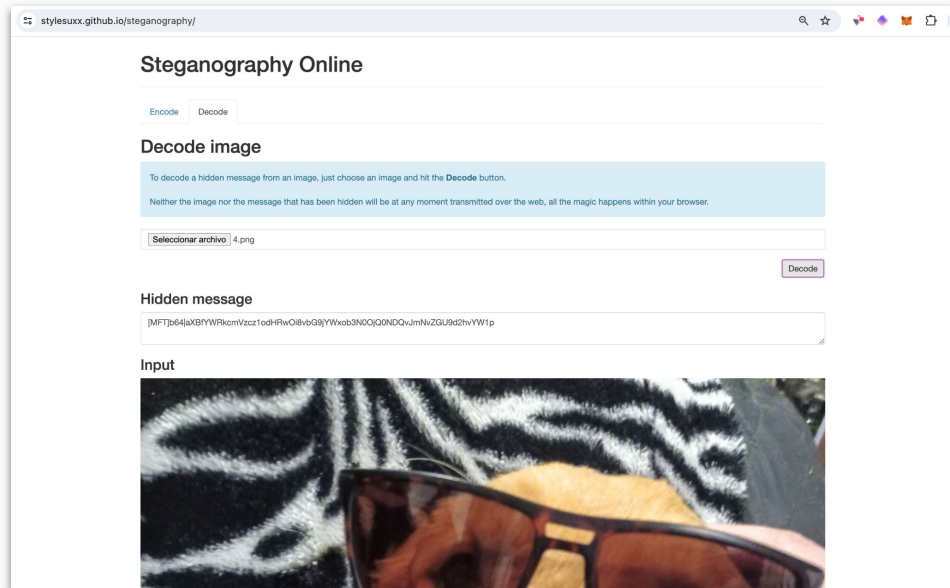 stylesuxx.github.io/steganography/
Steganography Online
Encode Decode
Decode image
To decode a hidden message from an image, just choose an image and hit the Decode button.
Neither the image nor the message that has been hidden will be at any moment transmitted over the web, all the magic happens within your browser.
Seleccionar archivo 4.png
Decode
Hidden message
[MFT]b64|aXBfYWRkcmVzcz1odHRwOi8vbG9jYWxob3N0OjQ0NDQvJmNvZGU9d2hvYW1p
Input